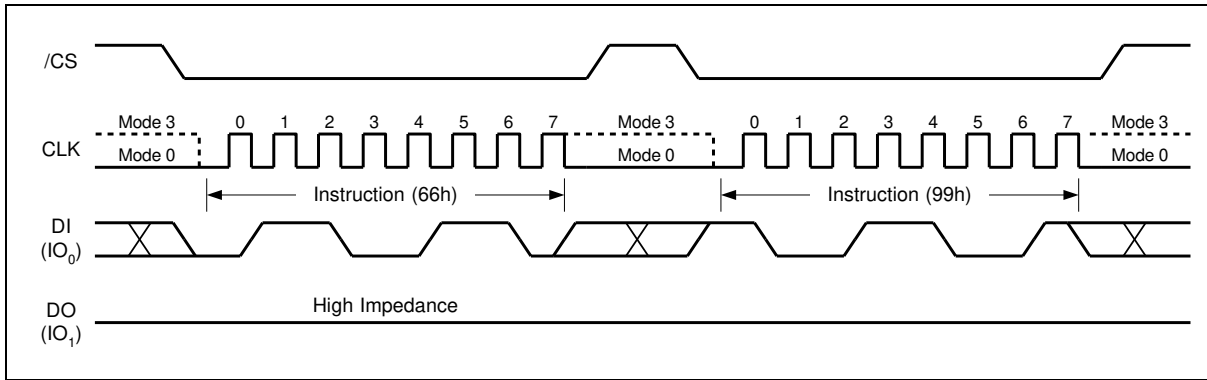 /CS
Mode 3 0 1 2 3 4 5 6 7 Mode 3 0 1 2 3 4 5 6 7 Mode 3
CLK
Mode 0 Mode 0 Mode 0
Instruction (66h) Instruction (99h)
DI
(IO0)
High Impedance
DO
(IO1)